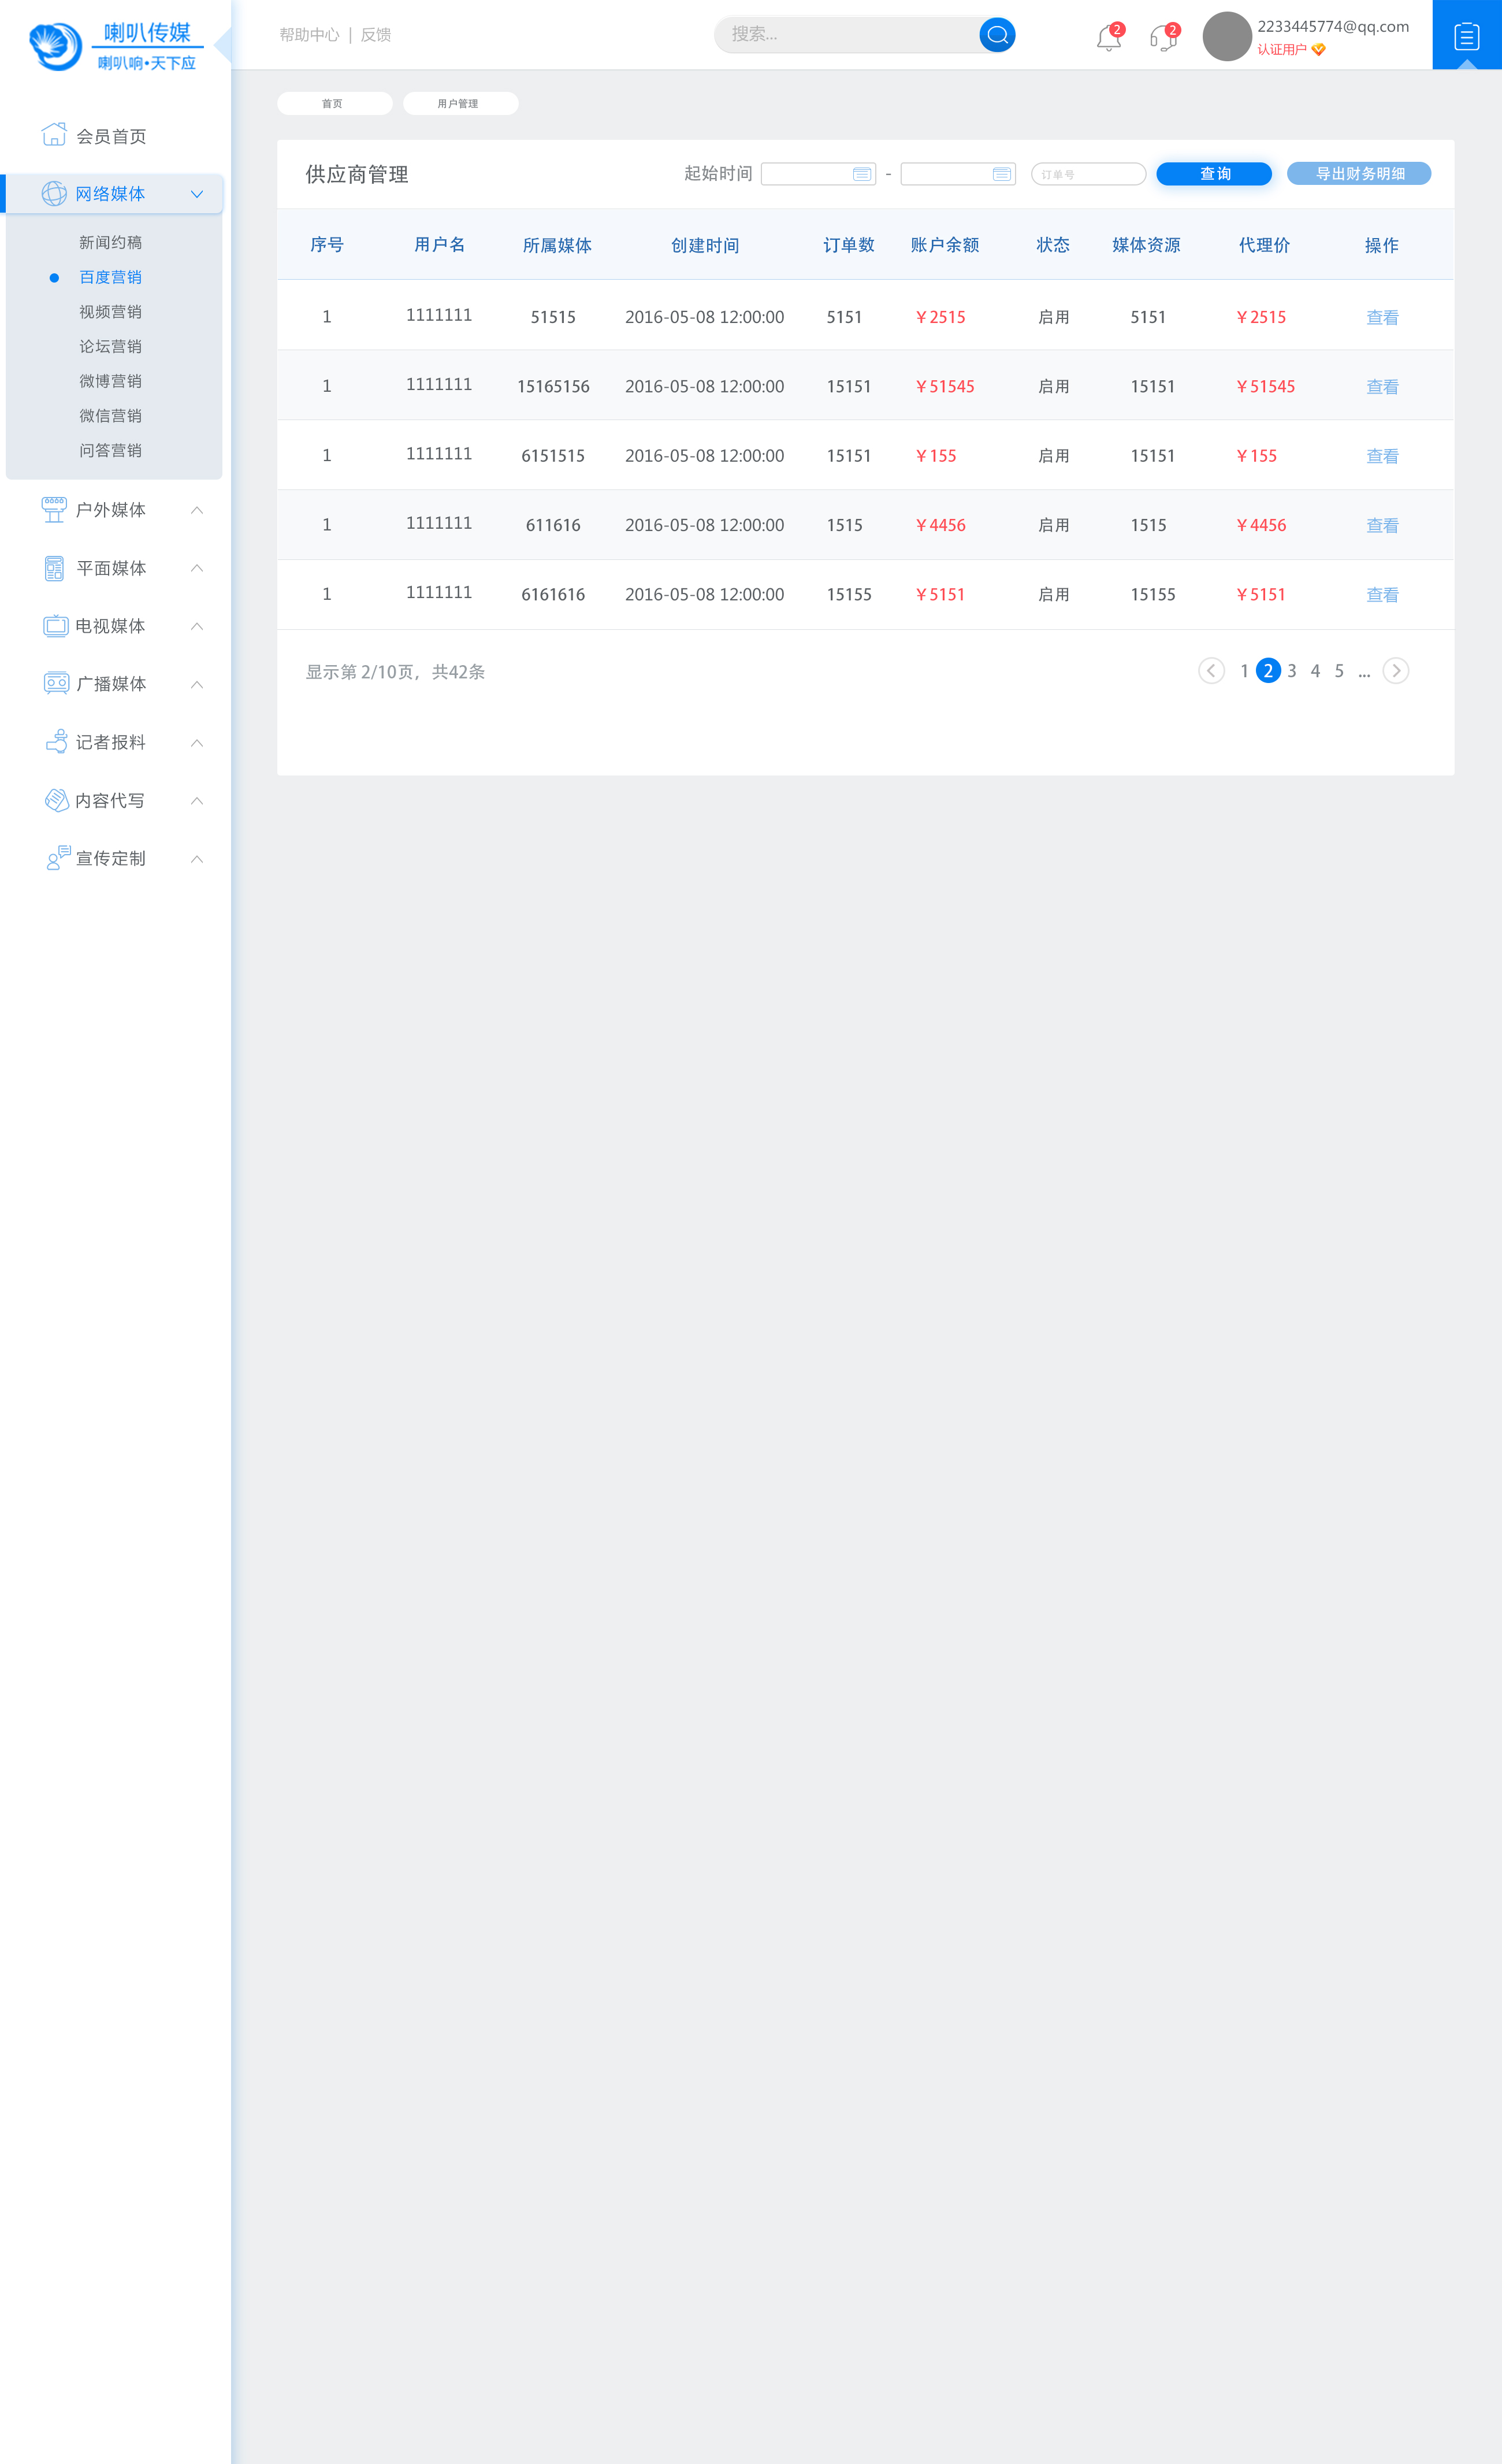 喇叭传媒
喇叭响•天下应
帮助中心 | 反馈
搜索...
2
2
2233445774@qq.com
认证用户
会员首页
网络媒体
新闻约稿
百度营销
视频营销
论坛营销
微博营销
微信营销
问答营销
户外媒体
平面媒体
电视媒体
广播媒体
记者报料
内容代写
宣传定制
首页 用户管理
供应商管理 起始时间 - 订单号 查询 导出财务明细
序号 用户名 所属媒体 创建时间 订单数 账户余额 状态 媒体资源 代理价 操作
1 1111111 51515 2016-05-08 12:00:00 5151 ￥2515 启用 5151 ￥2515 查看
1 1111111 15165156 2016-05-08 12:00:00 15151 ￥51545 启用 15151 ￥51545 查看
1 1111111 6151515 2016-05-08 12:00:00 15151 ￥155 启用 15151 ￥155 查看
1 1111111 611616 2016-05-08 12:00:00 1515 ￥4456 启用 1515 ￥4456 查看
1 1111111 6161616 2016-05-08 12:00:00 15155 ￥5151 启用 15155 ￥5151 查看
显示第 2/10页，共42条 1 2 3 4 5 ...